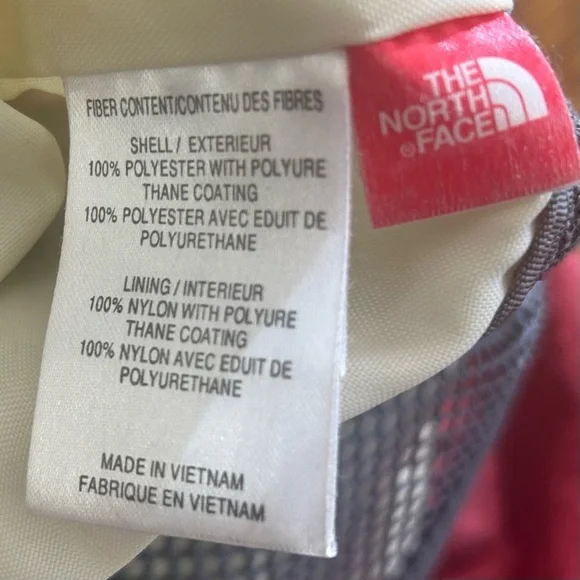 FIBER CONTENT/CONTENU DES FIBRES
SHELL / EXTERIEUR
100% POLYESTER WITH POLYURE
THANE COATING
100% POLYESTER AVEC EDUIT DE
POLYURETHANE
LINING / INTERIEUR
100% NYLON WITH POLYURE
THANE COATING
100% NYLON AVEC EDUIT DE
POLYURETHANE
MADE IN VIETNAM
FABRIQUE EN VIETNAM
THE
NORTH
®FACE